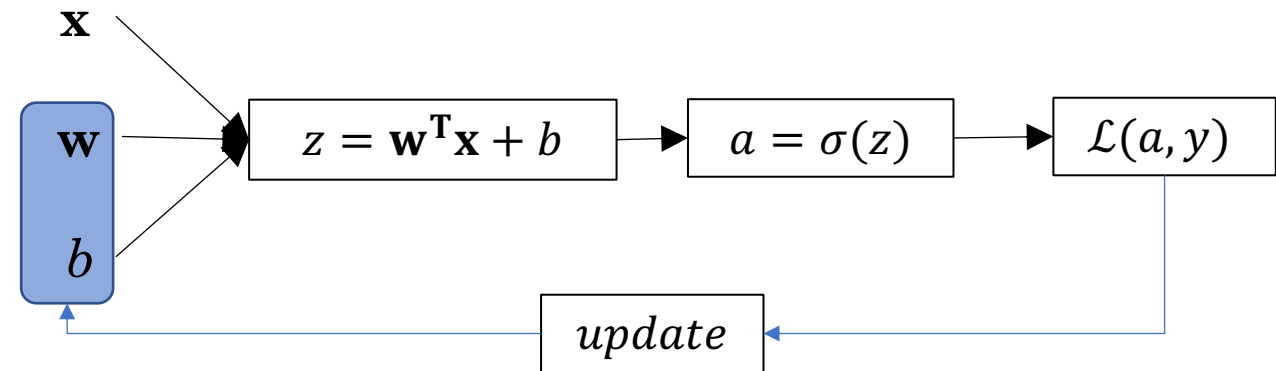 𝐱
𝐰
𝑏
𝑧 = 𝐰ᵀ𝐱 + 𝑏
𝑎 = 𝜎(𝑧)
ℒ(𝑎, 𝑦)
𝑢𝑝𝑑𝑎𝑡𝑒